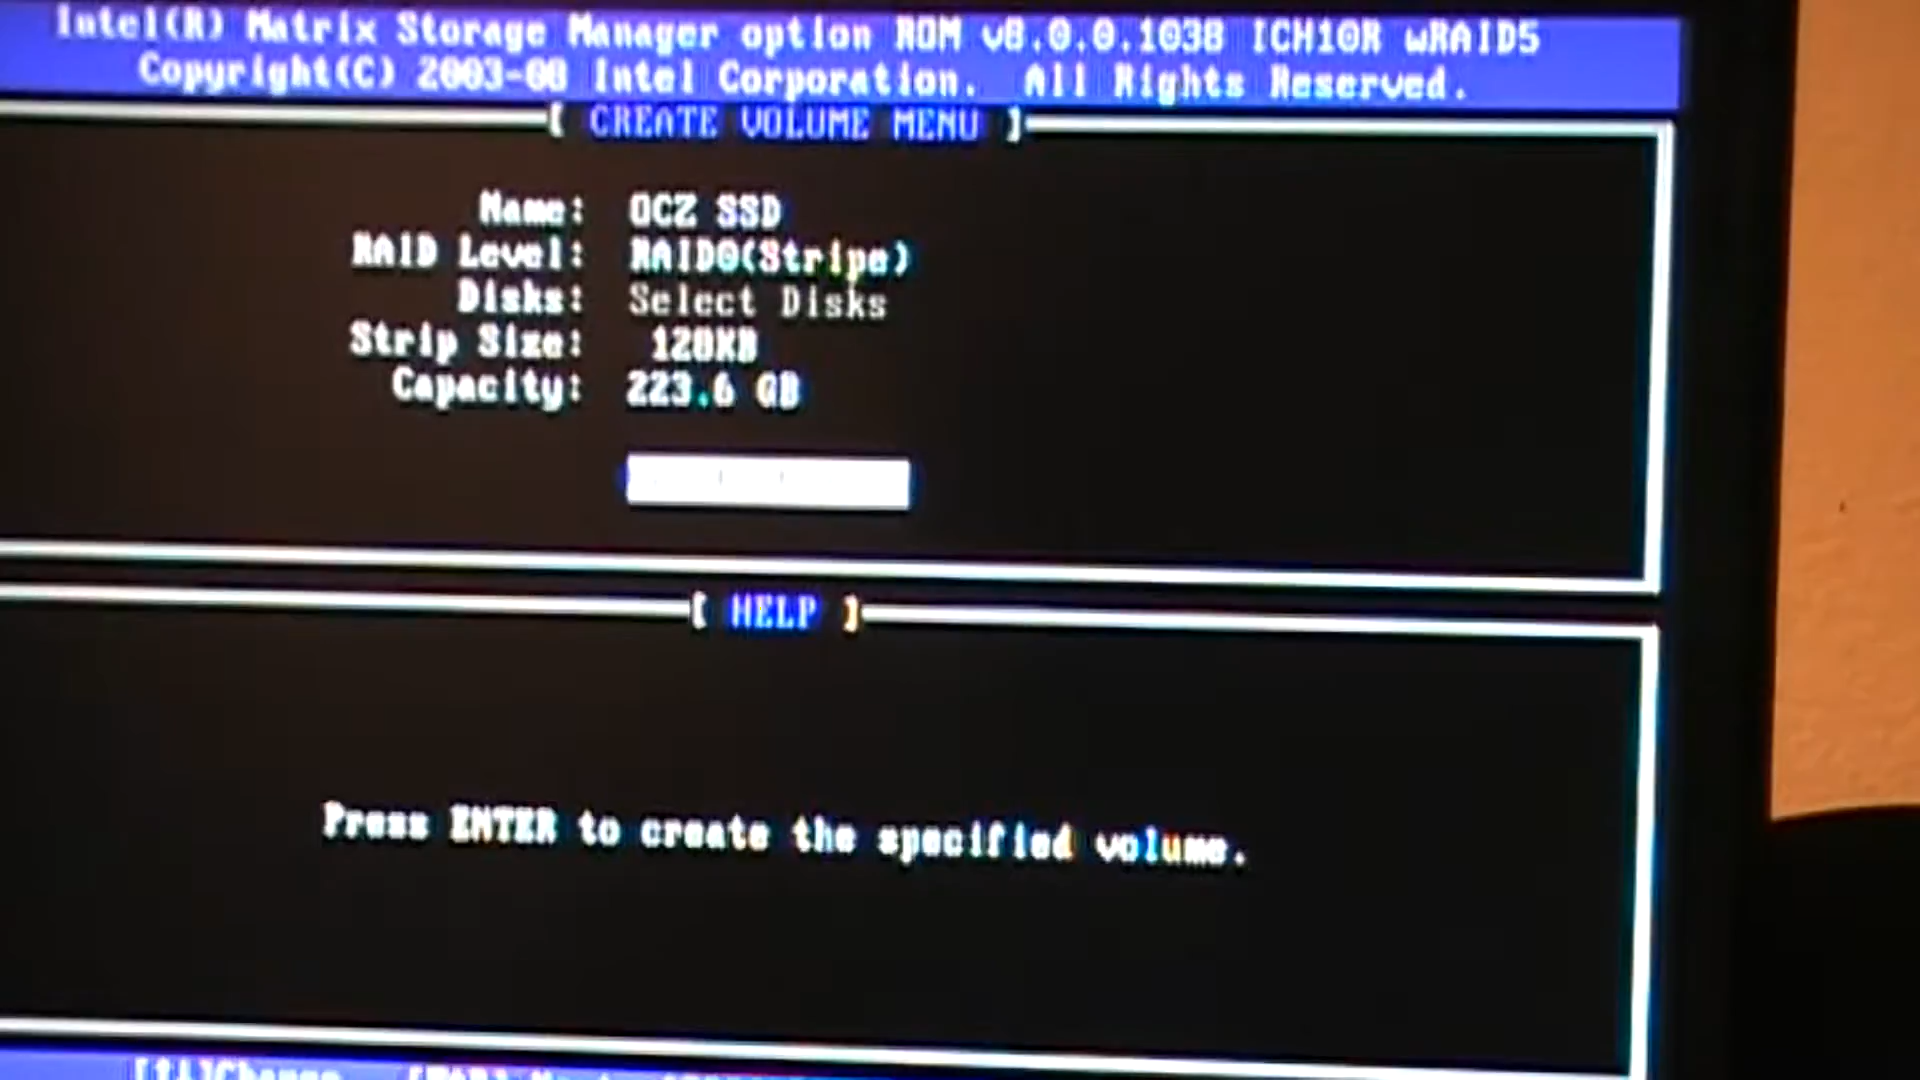 Intel(R) Matrix Storage Manager option ROM v8.0.0.1038 ICH10R wRAID5
Copyright(C) 2003-08 Intel Corporation. All Rights Reserved.
[ CREATE VOLUME MENU ]
Name: OCZ SSD
RAID Level: RAID0(Stripe)
Disks: Select Disks
Strip Size: 128KB
Capacity: 223.6 GB
[ HELP ]
Press ENTER to create the specified volume.
[↑↓]Change